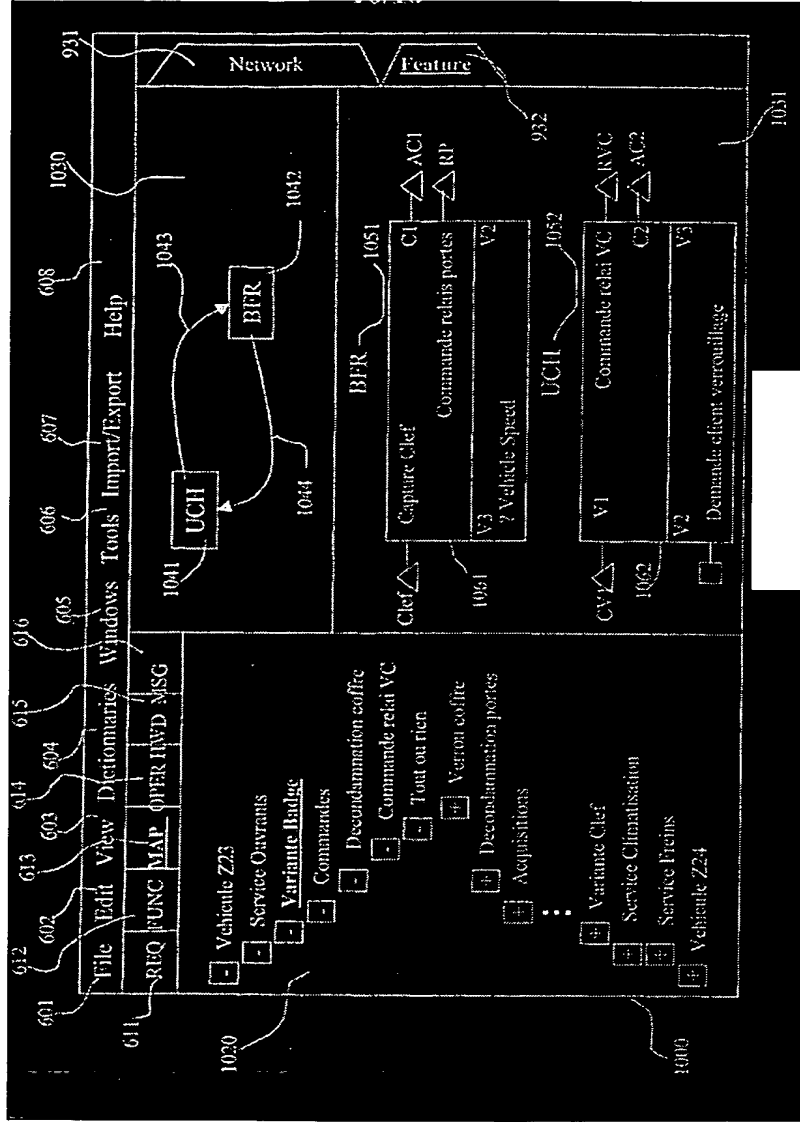 601 602 603 604 605 606 607 608
File Edit View Dictionnaries Windows Tools Import/Export Help
612 613 614 615 616
REQ FUNC MAP OPER HWD MSG
611
1020
Vehicule Z23
Service Ouvrants
Variante Badge
Commandes
Decondamnation coffre
Commande relai VC
Tout ou rien
Verrou coffre
Decondamnation portes
Acquisitions
...
Variante Clef
Service Climatisation
Service Freins
Vehicule Z24
1000
1030
1041
UCH
1043
1044
BFR
1042
931
Network
Feature
932
BFR
1051
Clef
Capture Clef
C1
AC1
Commande relais portes
RP
1061
V3
V2
? Vehicle Speed
UCH
1052
CV1
V1
Commande relai VC
RVC
C2
AC2
1062
V2
V3
Demande client verrouillage
1031